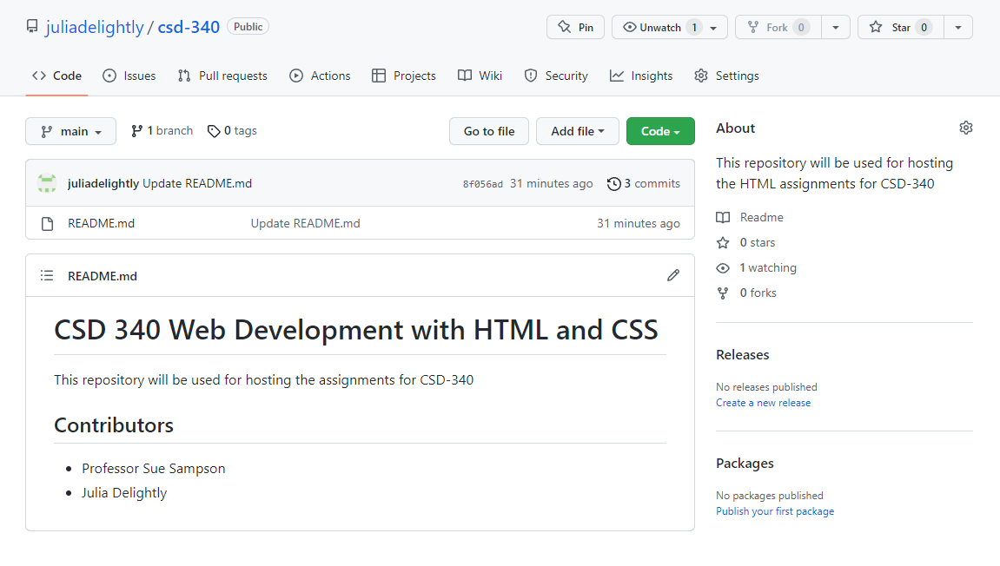 juliadelightly / csd-340 Public Pin Unwatch 1 Fork 0 Star 0
Code Issues Pull requests Actions Projects Wiki Security Insights Settings
main 1 branch 0 tags Go to file Add file Code
juliadelightly Update README.md 8f056ad 31 minutes ago 3 commits
README.md Update README.md 31 minutes ago
README.md
CSD 340 Web Development with HTML and CSS
This repository will be used for hosting the assignments for CSD-340
Contributors
• Professor Sue Sampson
• Julia Delightly
About
This repository will be used for hosting
the HTML assignments for CSD-340
Readme
0 stars
1 watching
0 forks
Releases
No releases published
Create a new release
Packages
No packages published
Publish your first package